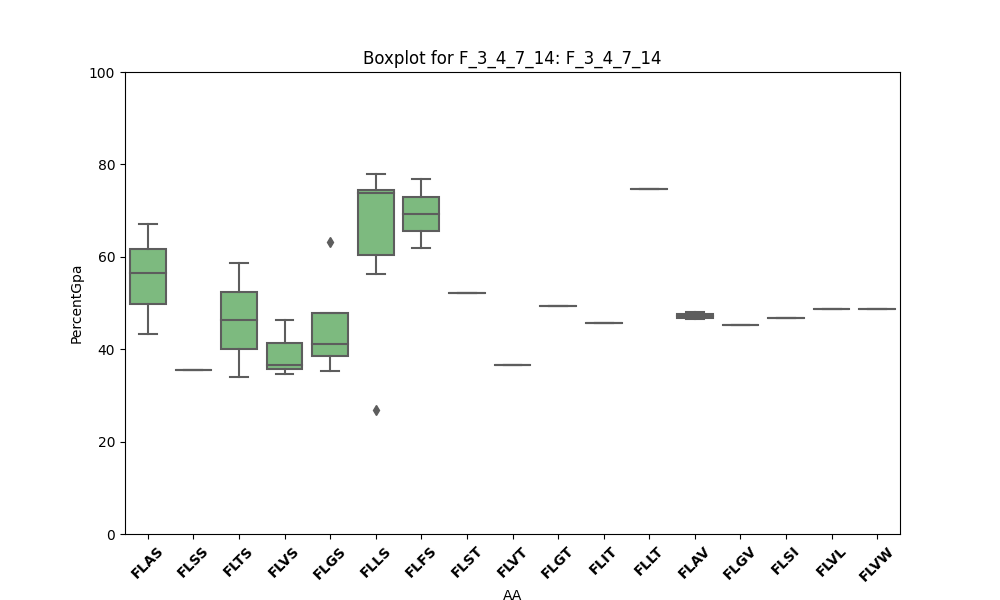 Boxplot for F_3_4_7_14: F_3_4_7_14
PercentGpa
100
80
60
40
20
0
FLAS FLSS FLTS FLVS FLGS FLLS FLFS FLST FLVT FLGT FLIT FLLT FLAV FLGV FLSI FLVL FLVW
AA